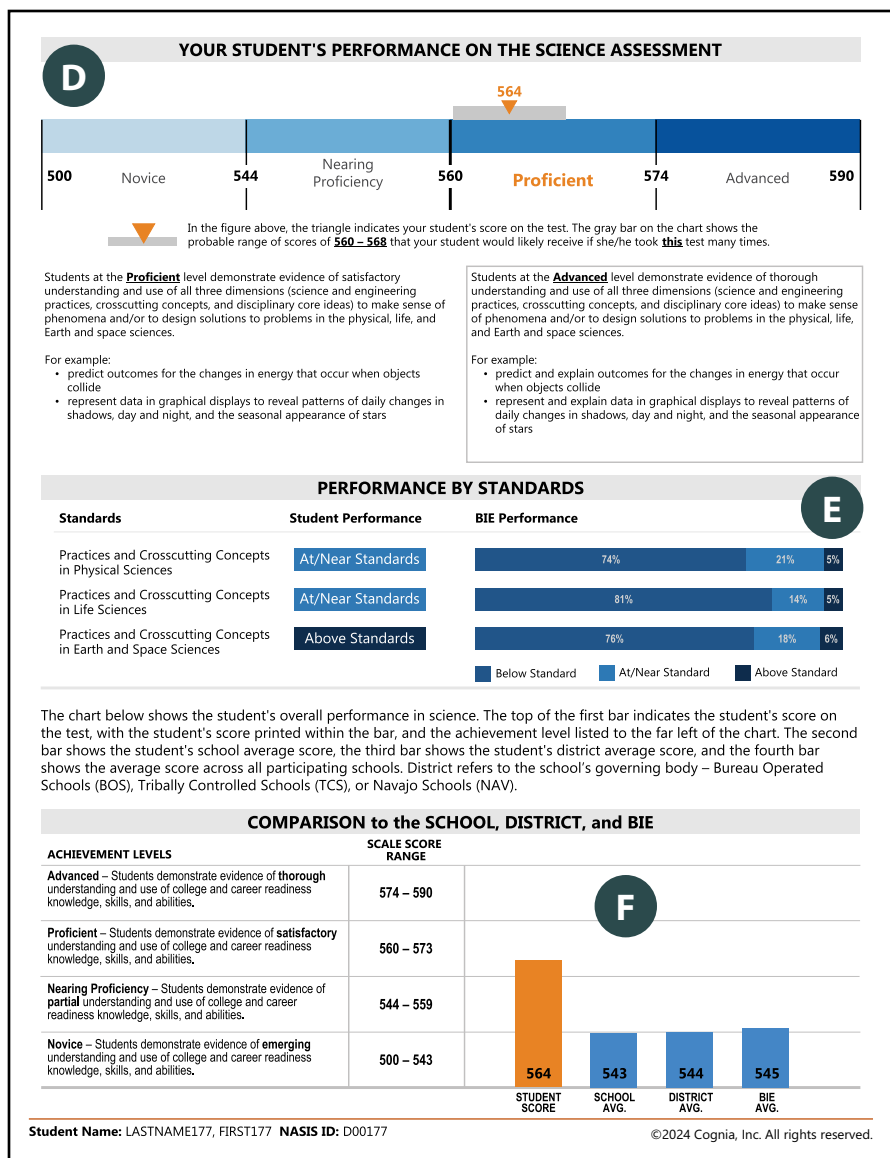 YOUR STUDENT'S PERFORMANCE ON THE SCIENCE ASSESSMENT
D
564
500
Novice
544
Nearing
Proficiency
560
Proficient
574
Advanced
590
In the figure above, the triangle indicates your student's score on the test. The gray bar on the chart shows the
probable range of scores of 560 – 568 that your student would likely receive if she/he took this test many times.
Students at the Proficient level demonstrate evidence of satisfactory
understanding and use of all three dimensions (science and engineering
practices, crosscutting concepts, and disciplinary core ideas) to make sense of
phenomena and/or to design solutions to problems in the physical, life, and
Earth and space sciences.
For example:
• predict outcomes for the changes in energy that occur when objects
collide
• represent data in graphical displays to reveal patterns of daily changes in
shadows, day and night, and the seasonal appearance of stars
Students at the Advanced level demonstrate evidence of thorough
understanding and use of all three dimensions (science and engineering
practices, crosscutting concepts, and disciplinary core ideas) to make sense
of phenomena and/or to design solutions to problems in the physical, life,
and Earth and space sciences.
For example:
• predict and explain outcomes for the changes in energy that occur
when objects collide
• represent and explain data in graphical displays to reveal patterns of
daily changes in shadows, day and night, and the seasonal appearance
of stars
PERFORMANCE BY STANDARDS
E
Standards
Student Performance
BIE Performance
Practices and Crosscutting Concepts
in Physical Sciences
At/Near Standards
74%
21%
5%
Practices and Crosscutting Concepts
in Life Sciences
At/Near Standards
81%
14%
5%
Practices and Crosscutting Concepts
in Earth and Space Sciences
Above Standards
76%
18%
6%
Below Standard
At/Near Standard
Above Standard
The chart below shows the student's overall performance in science. The top of the first bar indicates the student's score on
the test, with the student's score printed within the bar, and the achievement level listed to the far left of the chart. The second
bar shows the student's school average score, the third bar shows the student's district average score, and the fourth bar
shows the average score across all participating schools. District refers to the school’s governing body – Bureau Operated
Schools (BOS), Tribally Controlled Schools (TCS), or Navajo Schools (NAV).
COMPARISON to the SCHOOL, DISTRICT, and BIE
ACHIEVEMENT LEVELS
SCALE SCORE
RANGE
Advanced – Students demonstrate evidence of thorough
understanding and use of college and career readiness
knowledge, skills, and abilities.
574 – 590
F
Proficient – Students demonstrate evidence of satisfactory
understanding and use of college and career readiness
knowledge, skills, and abilities.
560 – 573
Nearing Proficiency – Students demonstrate evidence of
partial understanding and use of college and career
readiness knowledge, skills, and abilities.
544 – 559
Novice – Students demonstrate evidence of emerging
understanding and use of college and career readiness
knowledge, skills, and abilities.
500 – 543
564
543
544
545
STUDENT
SCORE
SCHOOL
AVG.
DISTRICT
AVG.
BIE
AVG.
Student Name: LASTNAME177, FIRST177 NASIS ID: D00177
©2024 Cognia, Inc. All rights reserved.